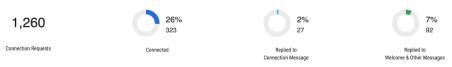 1,260
Connection Requests
26%
323
Connected
2%
27
Replied to
Connection Message
7%
92
Replied to
Welcome & Other Messages